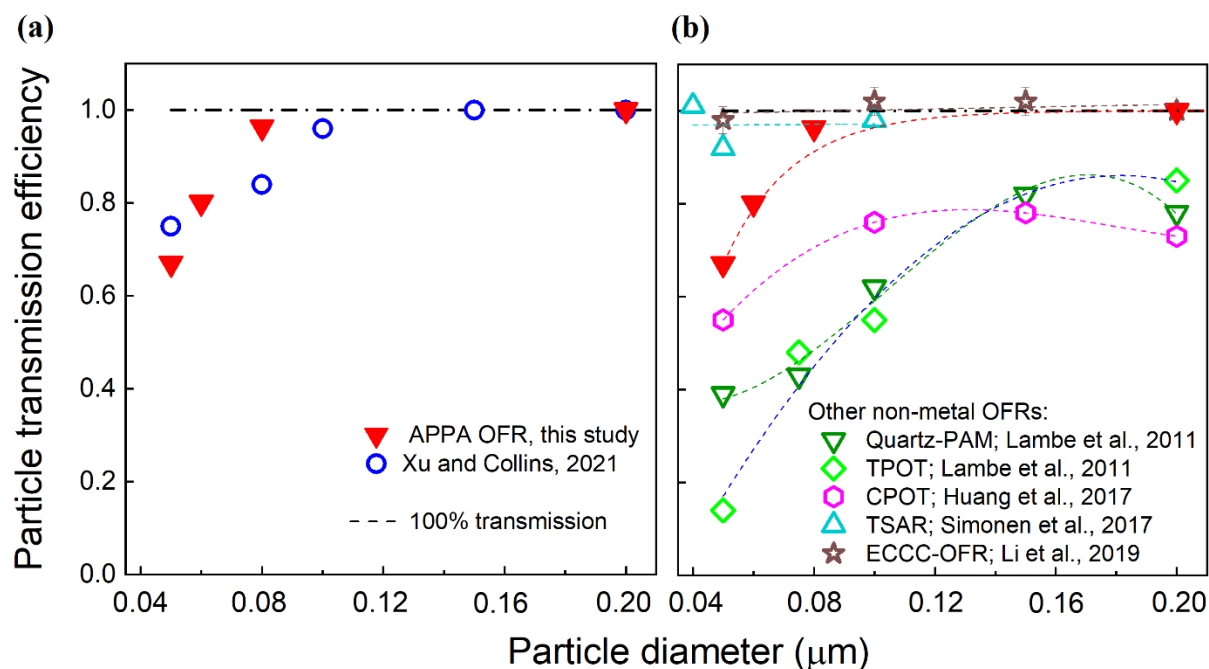 (a)
(b)
Particle transmission efficiency
1.0
0.8
0.6
0.4
0.2
0.0
APPA OFR, this study
Xu and Collins, 2021
100% transmission
0.04
0.08
0.12
0.16
0.20
Other non-metal OFRs:
Quartz-PAM; Lambe et al., 2011
TPOT; Lambe et al., 2011
CPOT; Huang et al., 2017
TSAR; Simonen et al., 2017
ECCC-OFR; Li et al., 2019
0.04
0.08
0.12
0.16
0.20
Particle diameter (μm)